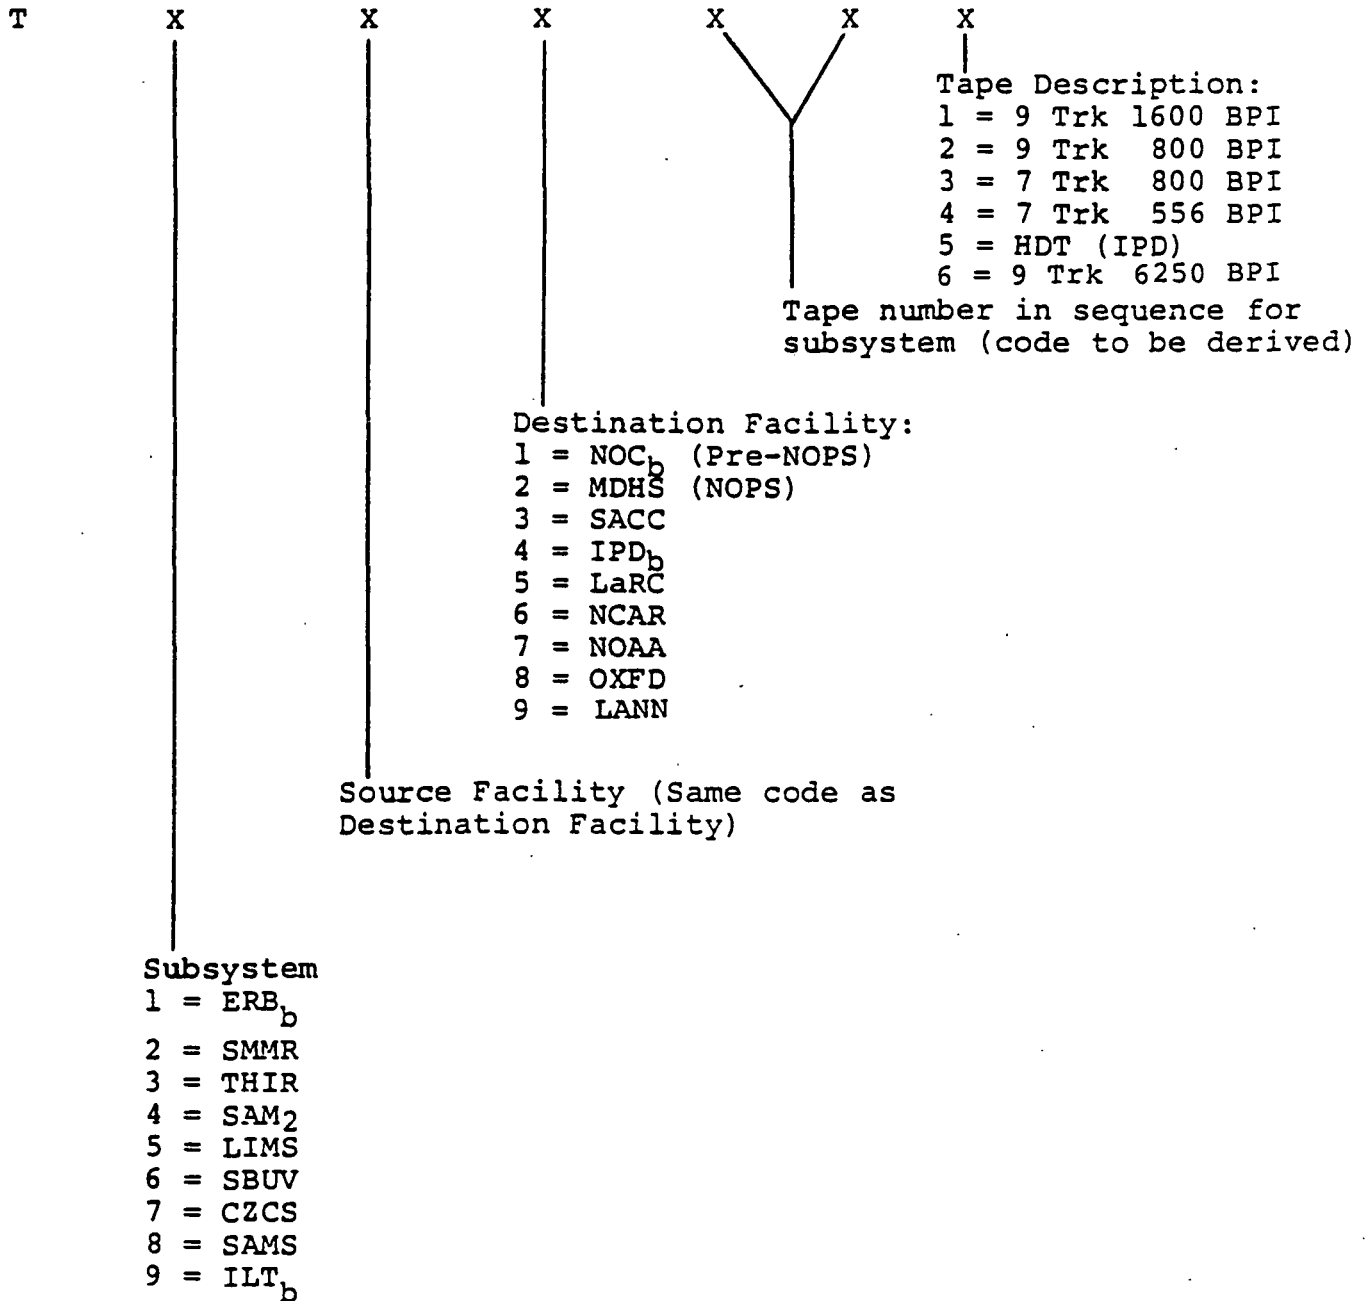 T X X X X X X
Tape Description:
1 = 9 Trk 1600 BPI
2 = 9 Trk 800 BPI
3 = 7 Trk 800 BPI
4 = 7 Trk 556 BPI
5 = HDT (IPD)
6 = 9 Trk 6250 BPI
Tape number in sequence for
subsystem (code to be derived)
Destination Facility:
1 = NOCb (Pre-NOPS)
2 = MDHS (NOPS)
3 = SACC
4 = IPDb
5 = LaRC
6 = NCAR
7 = NOAA
8 = OXFD
9 = LANN
Source Facility (Same code as
Destination Facility)
Subsystem
1 = ERBb
2 = SMMR
3 = THIR
4 = SAM2
5 = LIMS
6 = SBUV
7 = CZCS
8 = SAMS
9 = ILTb